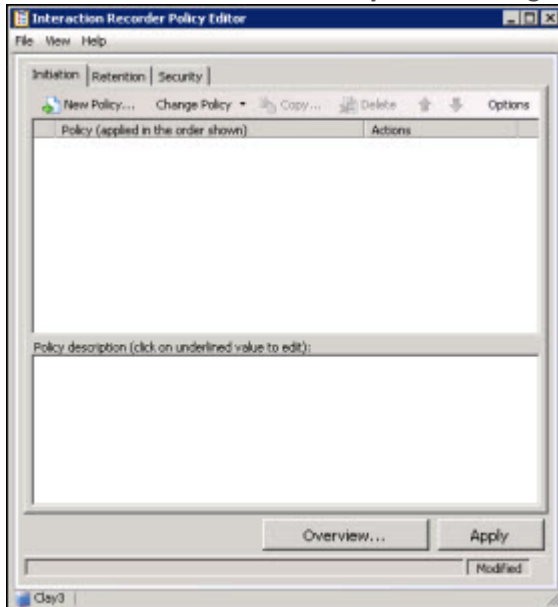 Interaction Recorder Policy Editor
File View Help
Initiation Retention Security
New Policy... Change Policy Copy... Delete Options
Policy (applied in the order shown) Actions
Policy description (click on underlined value to edit):
Overview... Apply
Modified
Clay3